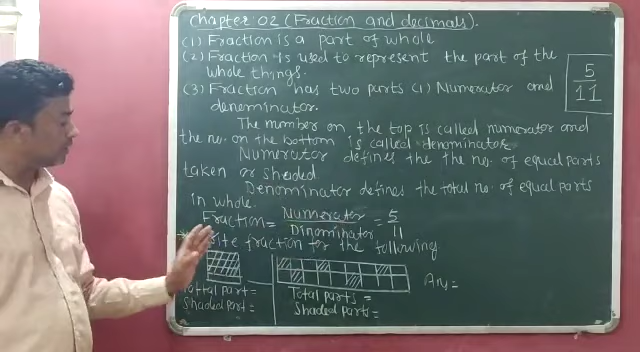 Chapter 02 (Fraction and decimals).
(1) Fraction is a part of whole
(2) Fraction is used to represent the part of the
whole things.
(3) Fraction has two parts (1) Numerator and
denominator.
5
11
The number on the top is called numerator and
the no. on the bottom is called denominator
Numerator defines the the no. of equal parts
taken or shaded
Denominator defines the total no. of equal parts
in whole.
Fraction = Numerator = 5
Dinominator 11
fraction for the following
Total part =
Shaded part =
Total parts =
Shaded parts =
Ans =